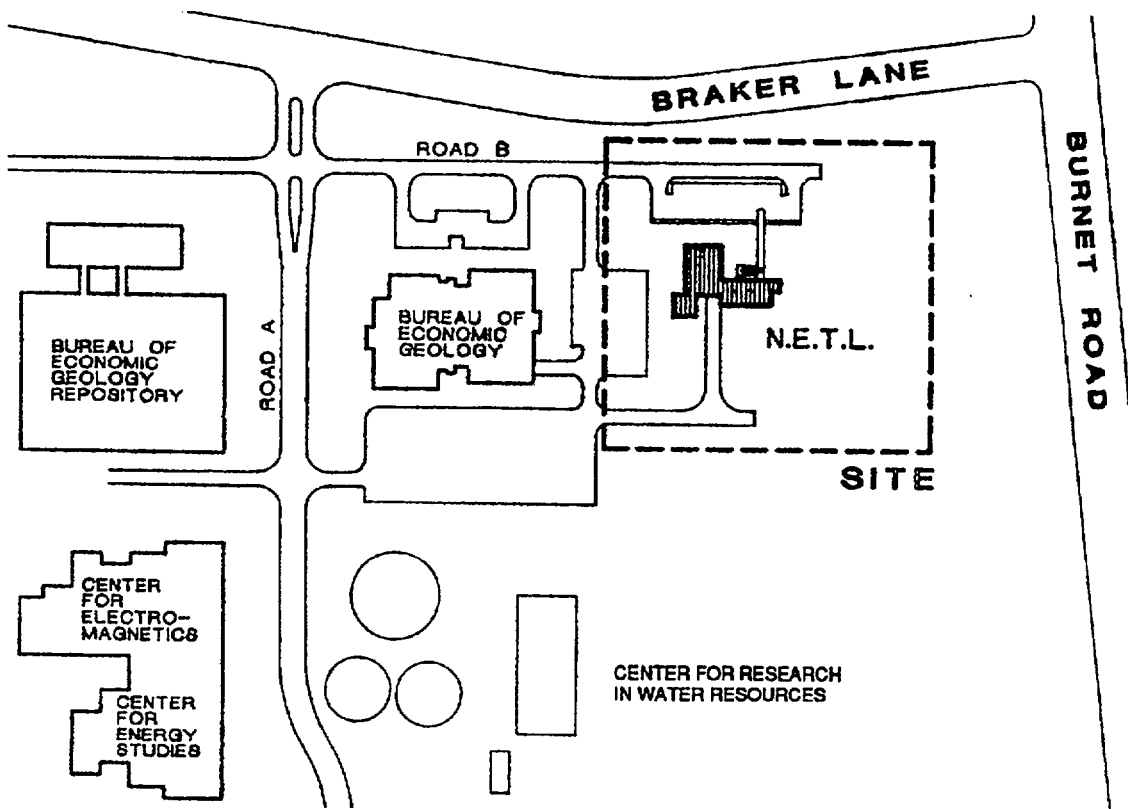 BRAKER LANE
ROAD B
BURNET ROAD
BUREAU OF
ECONOMIC
GEOLOGY
REPOSITORY
ROAD A
BUREAU OF
ECONOMIC
GEOLOGY
N.E.T.L.
SITE
CENTER
FOR
ELECTRO-
MAGNETICS
CENTER
FOR
ENERGY
STUDIES
CENTER FOR RESEARCH
IN WATER RESOURCES